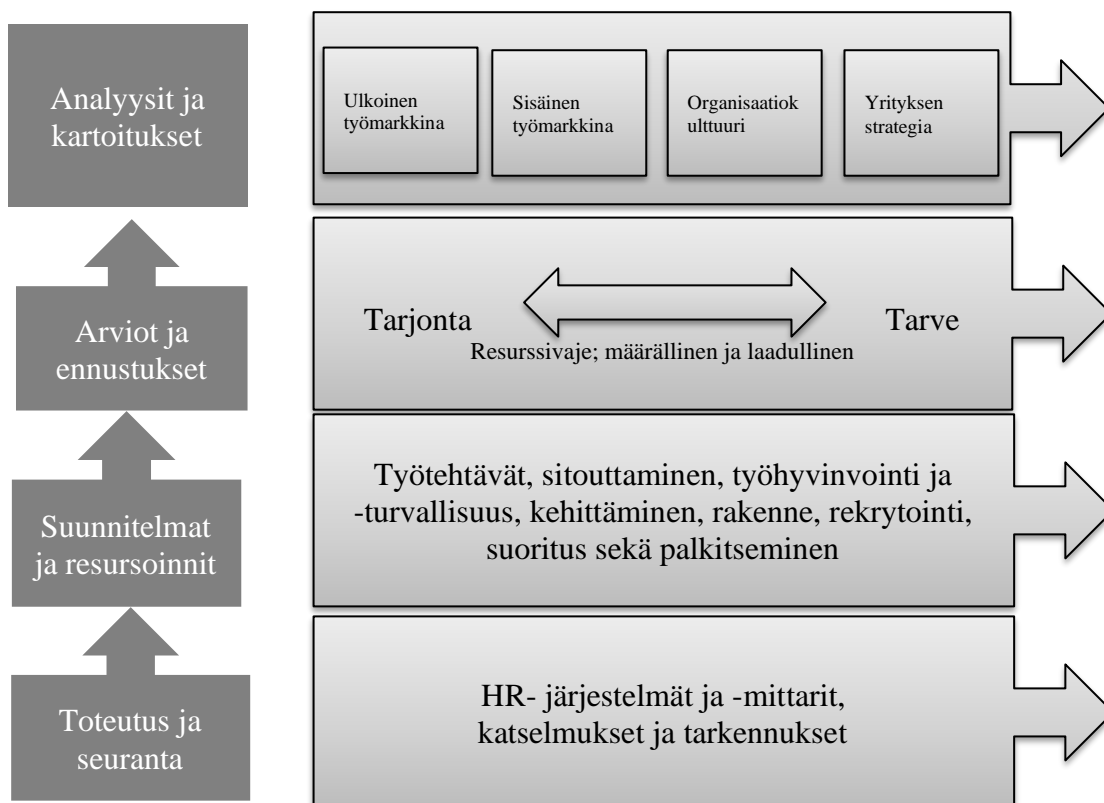 Analyysit ja
kartoitukset
Ulkoinen
työmarkkina
Sisäinen
työmarkkina
Organisaatiok
ulttuuri
Yrityksen
strategia
Arviot ja
ennustukset
Tarjonta
Tarve
Resurssivaje; määrällinen ja laadullinen
Suunnitelmat
ja resursoinnit
Työtehtävät, sitouttaminen, työhyvinvointi ja
-turvallisuus, kehittäminen, rakenne, rekrytointi,
suoritus sekä palkitseminen
Toteutus ja
seuranta
HR- järjestelmät ja -mittarit,
katselmukset ja tarkennukset